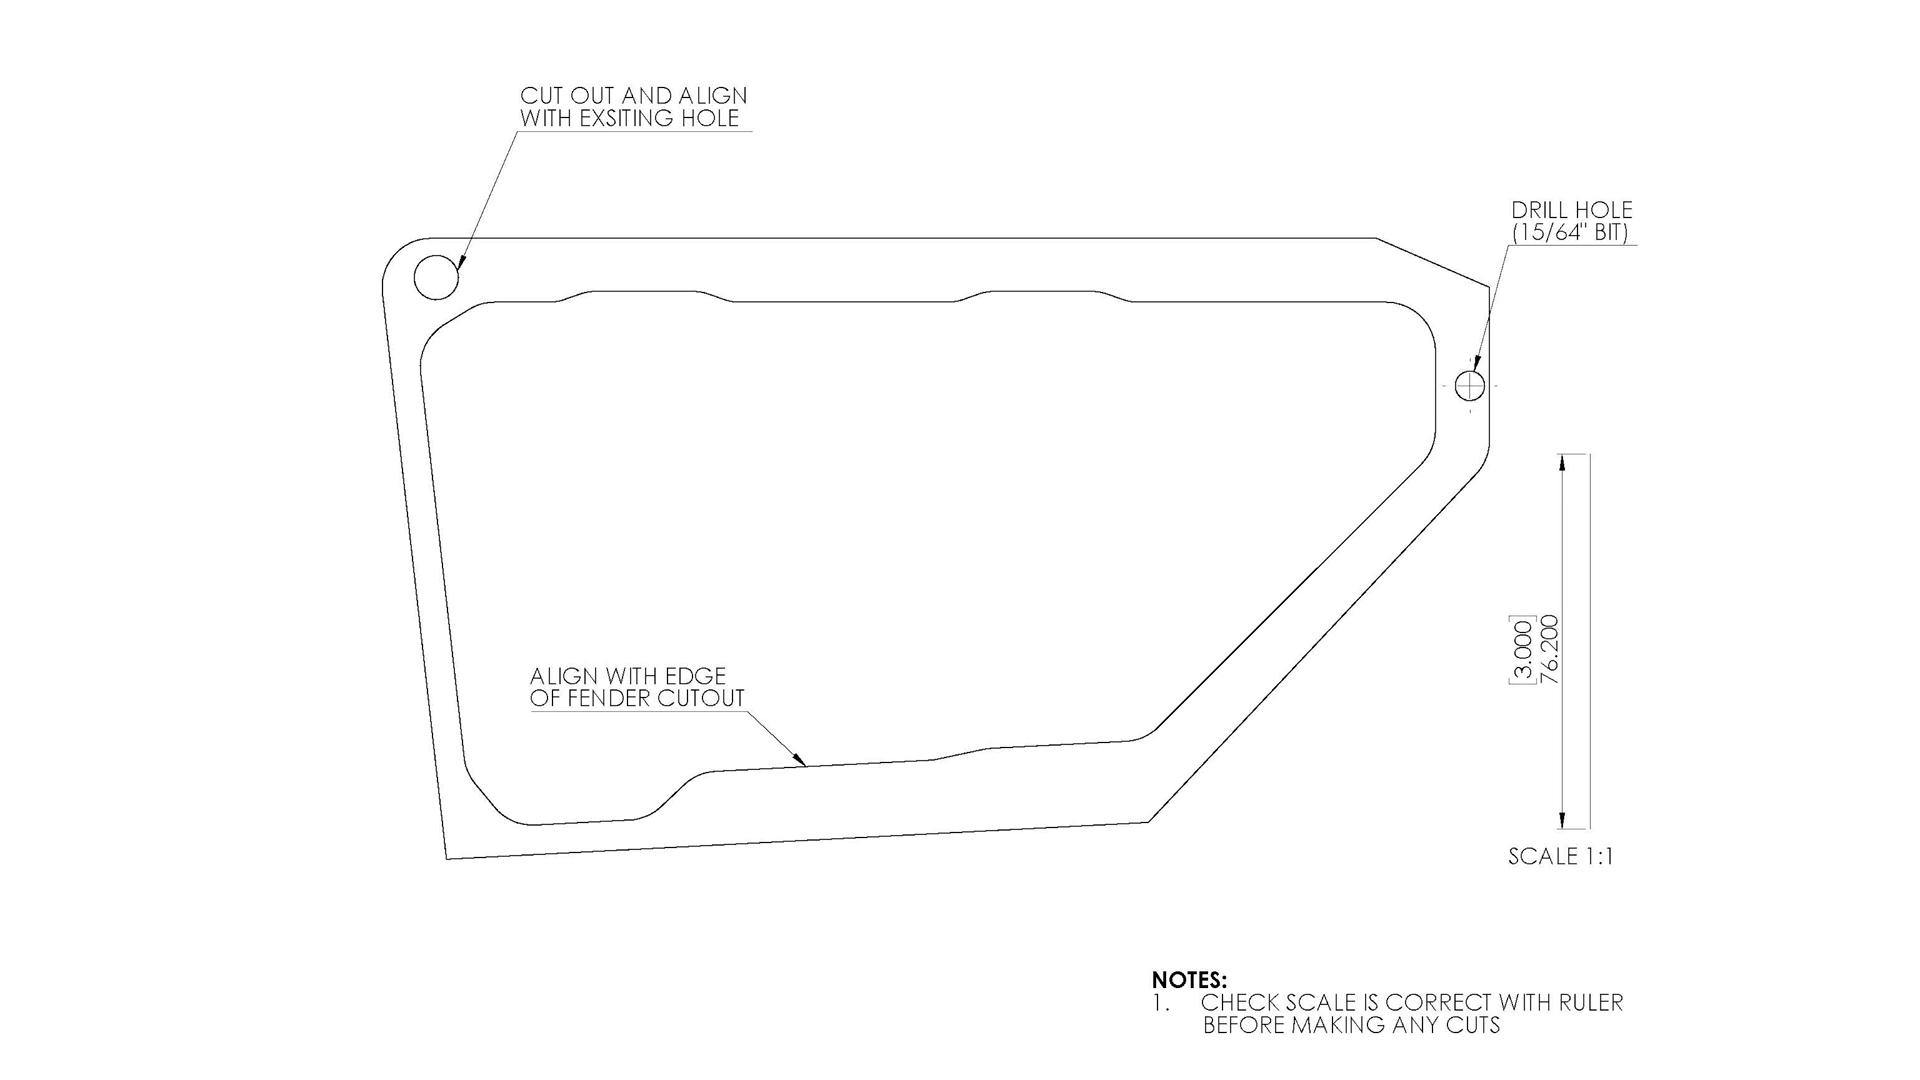 CUT OUT AND ALIGN
WITH EXSITING HOLE
DRILL HOLE
(15/64" BIT)
ALIGN WITH EDGE
OF FENDER CUTOUT
[3.000]
76.200
SCALE 1:1
NOTES:
1. CHECK SCALE IS CORRECT WITH RULER
BEFORE MAKING ANY CUTS